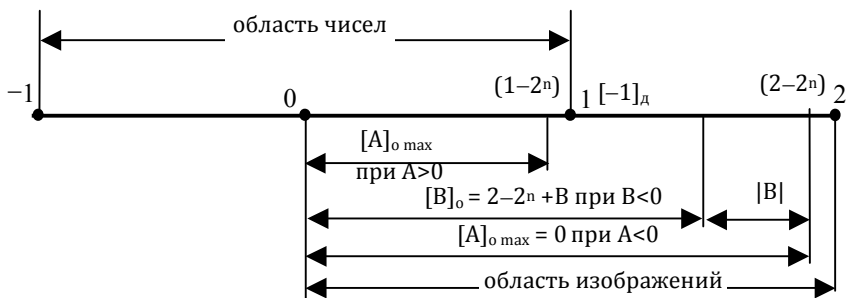 область чисел
−1
0
(1−2ⁿ)
1
[−1]д
(2−2ⁿ)
2
[A]o max
при A>0
[B]o = 2−2ⁿ +B при B<0
|B|
[A]o max = 0 при A<0
область изображений